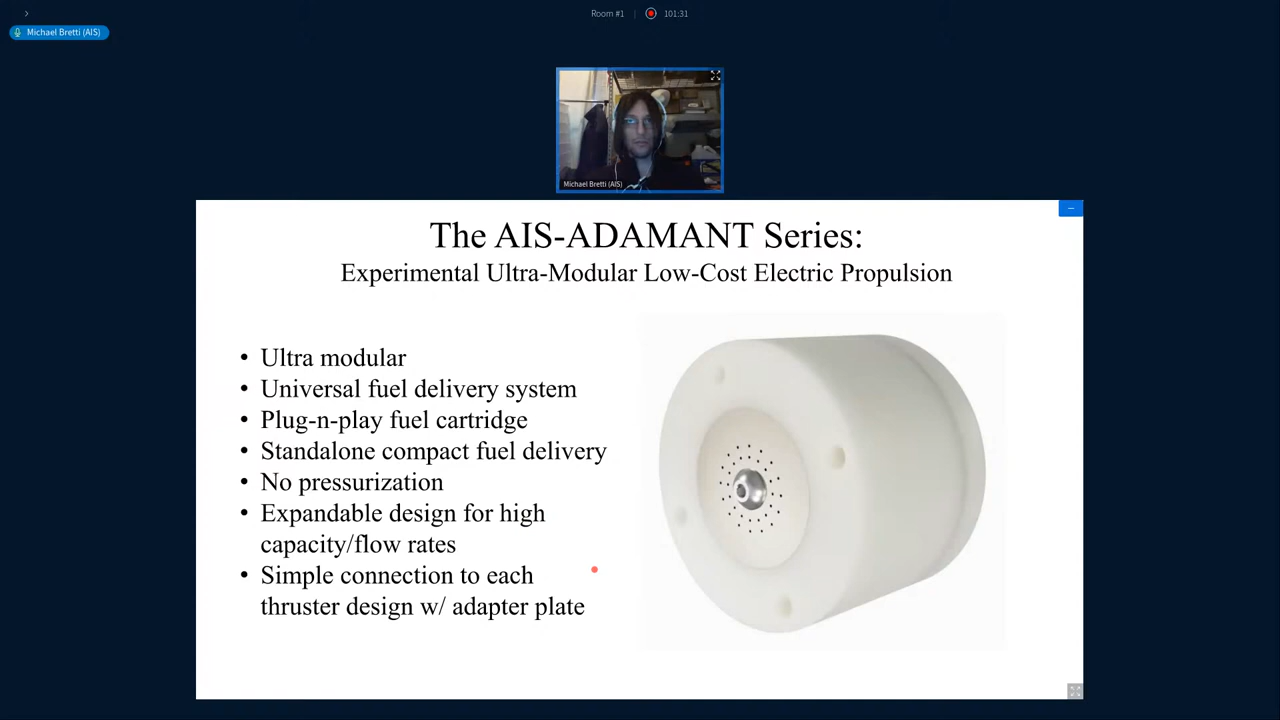 Room #1
101:31
Michael Bretti (AIS)
Michael Bretti (AIS)
The AIS-ADAMANT Series:
Experimental Ultra-Modular Low-Cost Electric Propulsion
• Ultra modular
• Universal fuel delivery system
• Plug-n-play fuel cartridge
• Standalone compact fuel delivery
• No pressurization
• Expandable design for high
capacity/flow rates
• Simple connection to each
thruster design w/ adapter plate